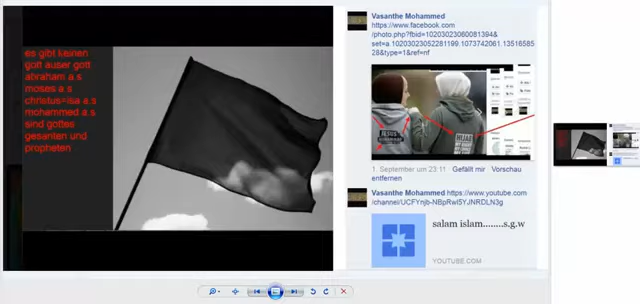 es gibt keinen
gott auser gott
abraham a.s
moses a.s
christus=isa a.s
mohammed a.s
sind gottes
gesanten und
propheten
Vasanthe Mohammed
https://www.facebook.com
/photo.php?fbid=10203023060081394&
set=a.10203023052281199.1073742061.13516585
28&type=1&ref=nf
1. September um 23:11 Gefällt mir Vorschau
entfernen
Vasanthe Mohammed https://www.youtube.com
/channel/UCFYnjb-NBpRwI5YJNRDLN3g
salam islam........s.g.w
YOUTUBE.COM